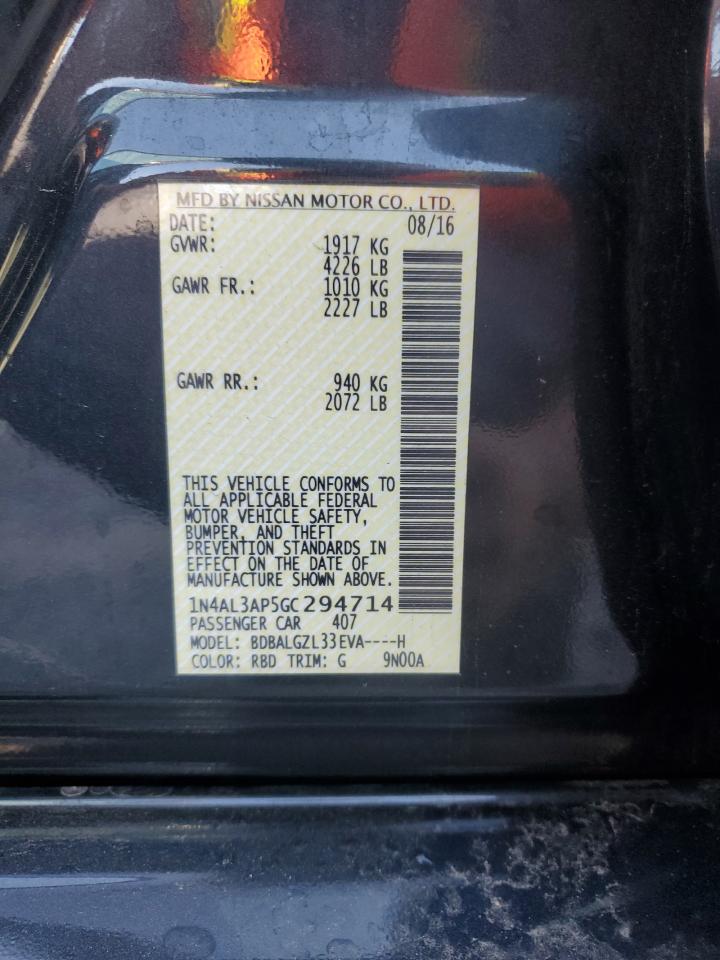 MFD BY NISSAN MOTOR CO., LTD.
DATE: 08/16
GVWR: 1917 KG
4226 LB
GAWR FR.: 1010 KG
2227 LB
GAWR RR.: 940 KG
2072 LB
THIS VEHICLE CONFORMS TO
ALL APPLICABLE FEDERAL
MOTOR VEHICLE SAFETY,
BUMPER, AND THEFT
PREVENTION STANDARDS IN
EFFECT ON THE DATE OF
MANUFACTURE SHOWN ABOVE.
1N4AL3AP5GC294714
PASSENGER CAR 407
MODEL: BDBALGZL33EVA----H
COLOR: RBD TRIM: G 9N00A